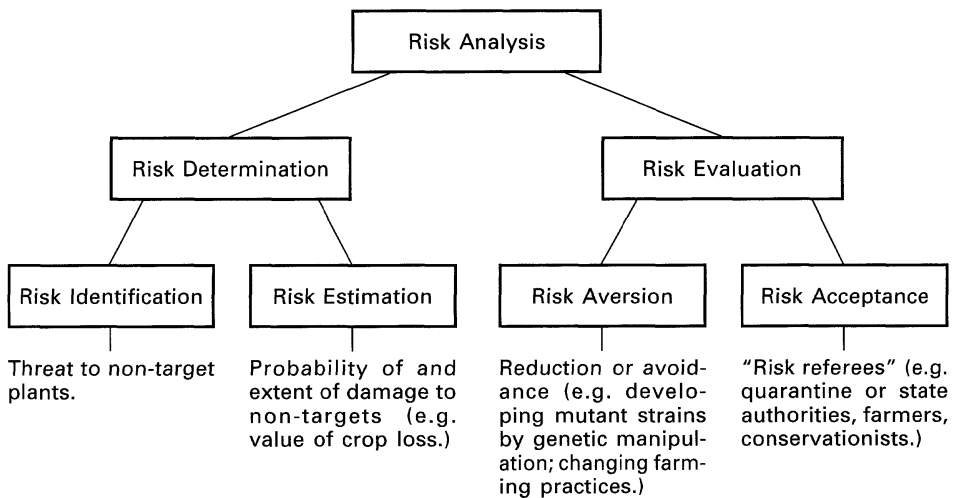 Risk Analysis
Risk Determination
Risk Evaluation
Risk Identification
Risk Estimation
Risk Aversion
Risk Acceptance
Threat to non-target
plants.
Probability of and
extent of damage to
non-targets (e.g.
value of crop loss.)
Reduction or avoid-
ance (e.g. develo-
ping mutant strains
by genetic manipul-
ation; changing farm-
ing practices.)
“Risk referees” (e.g.
quarantine or state
authorities, farmers,
conservationists.)